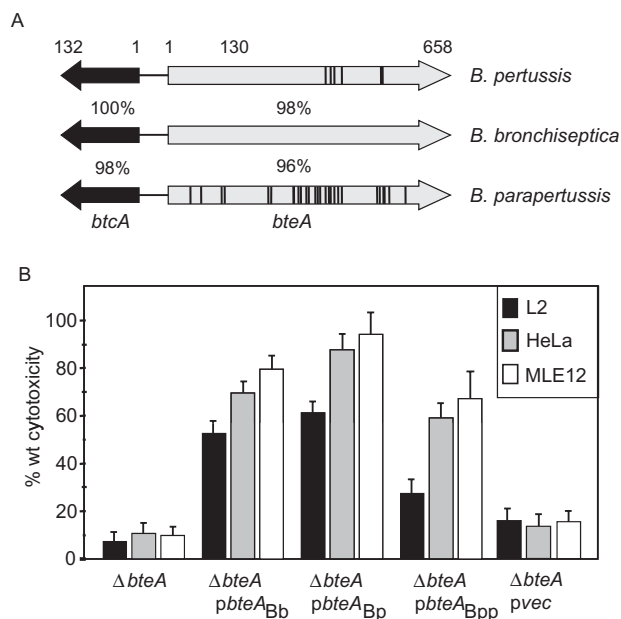 A
132 1 1 130 658
B. pertussis
100% 98%
B. bronchiseptica
98% 96%
B. parapertussis
btcA bteA
B
% wt cytotoxicity
100
80
60
40
20
0
L2
HeLa
MLE12
ΔbteA ΔbteA ΔbteA ΔbteA ΔbteA
pbteABb pbteABp pbteABpp pvec